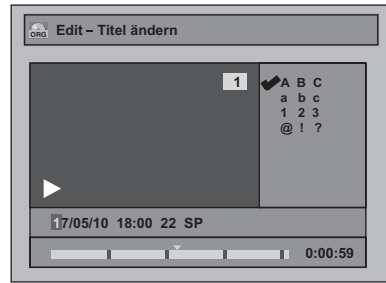 ORG Edit – Titel ändern
1
A B C
a b c
1 2 3
@ ! ?
17/05/10 18:00 22 SP
0:00:59